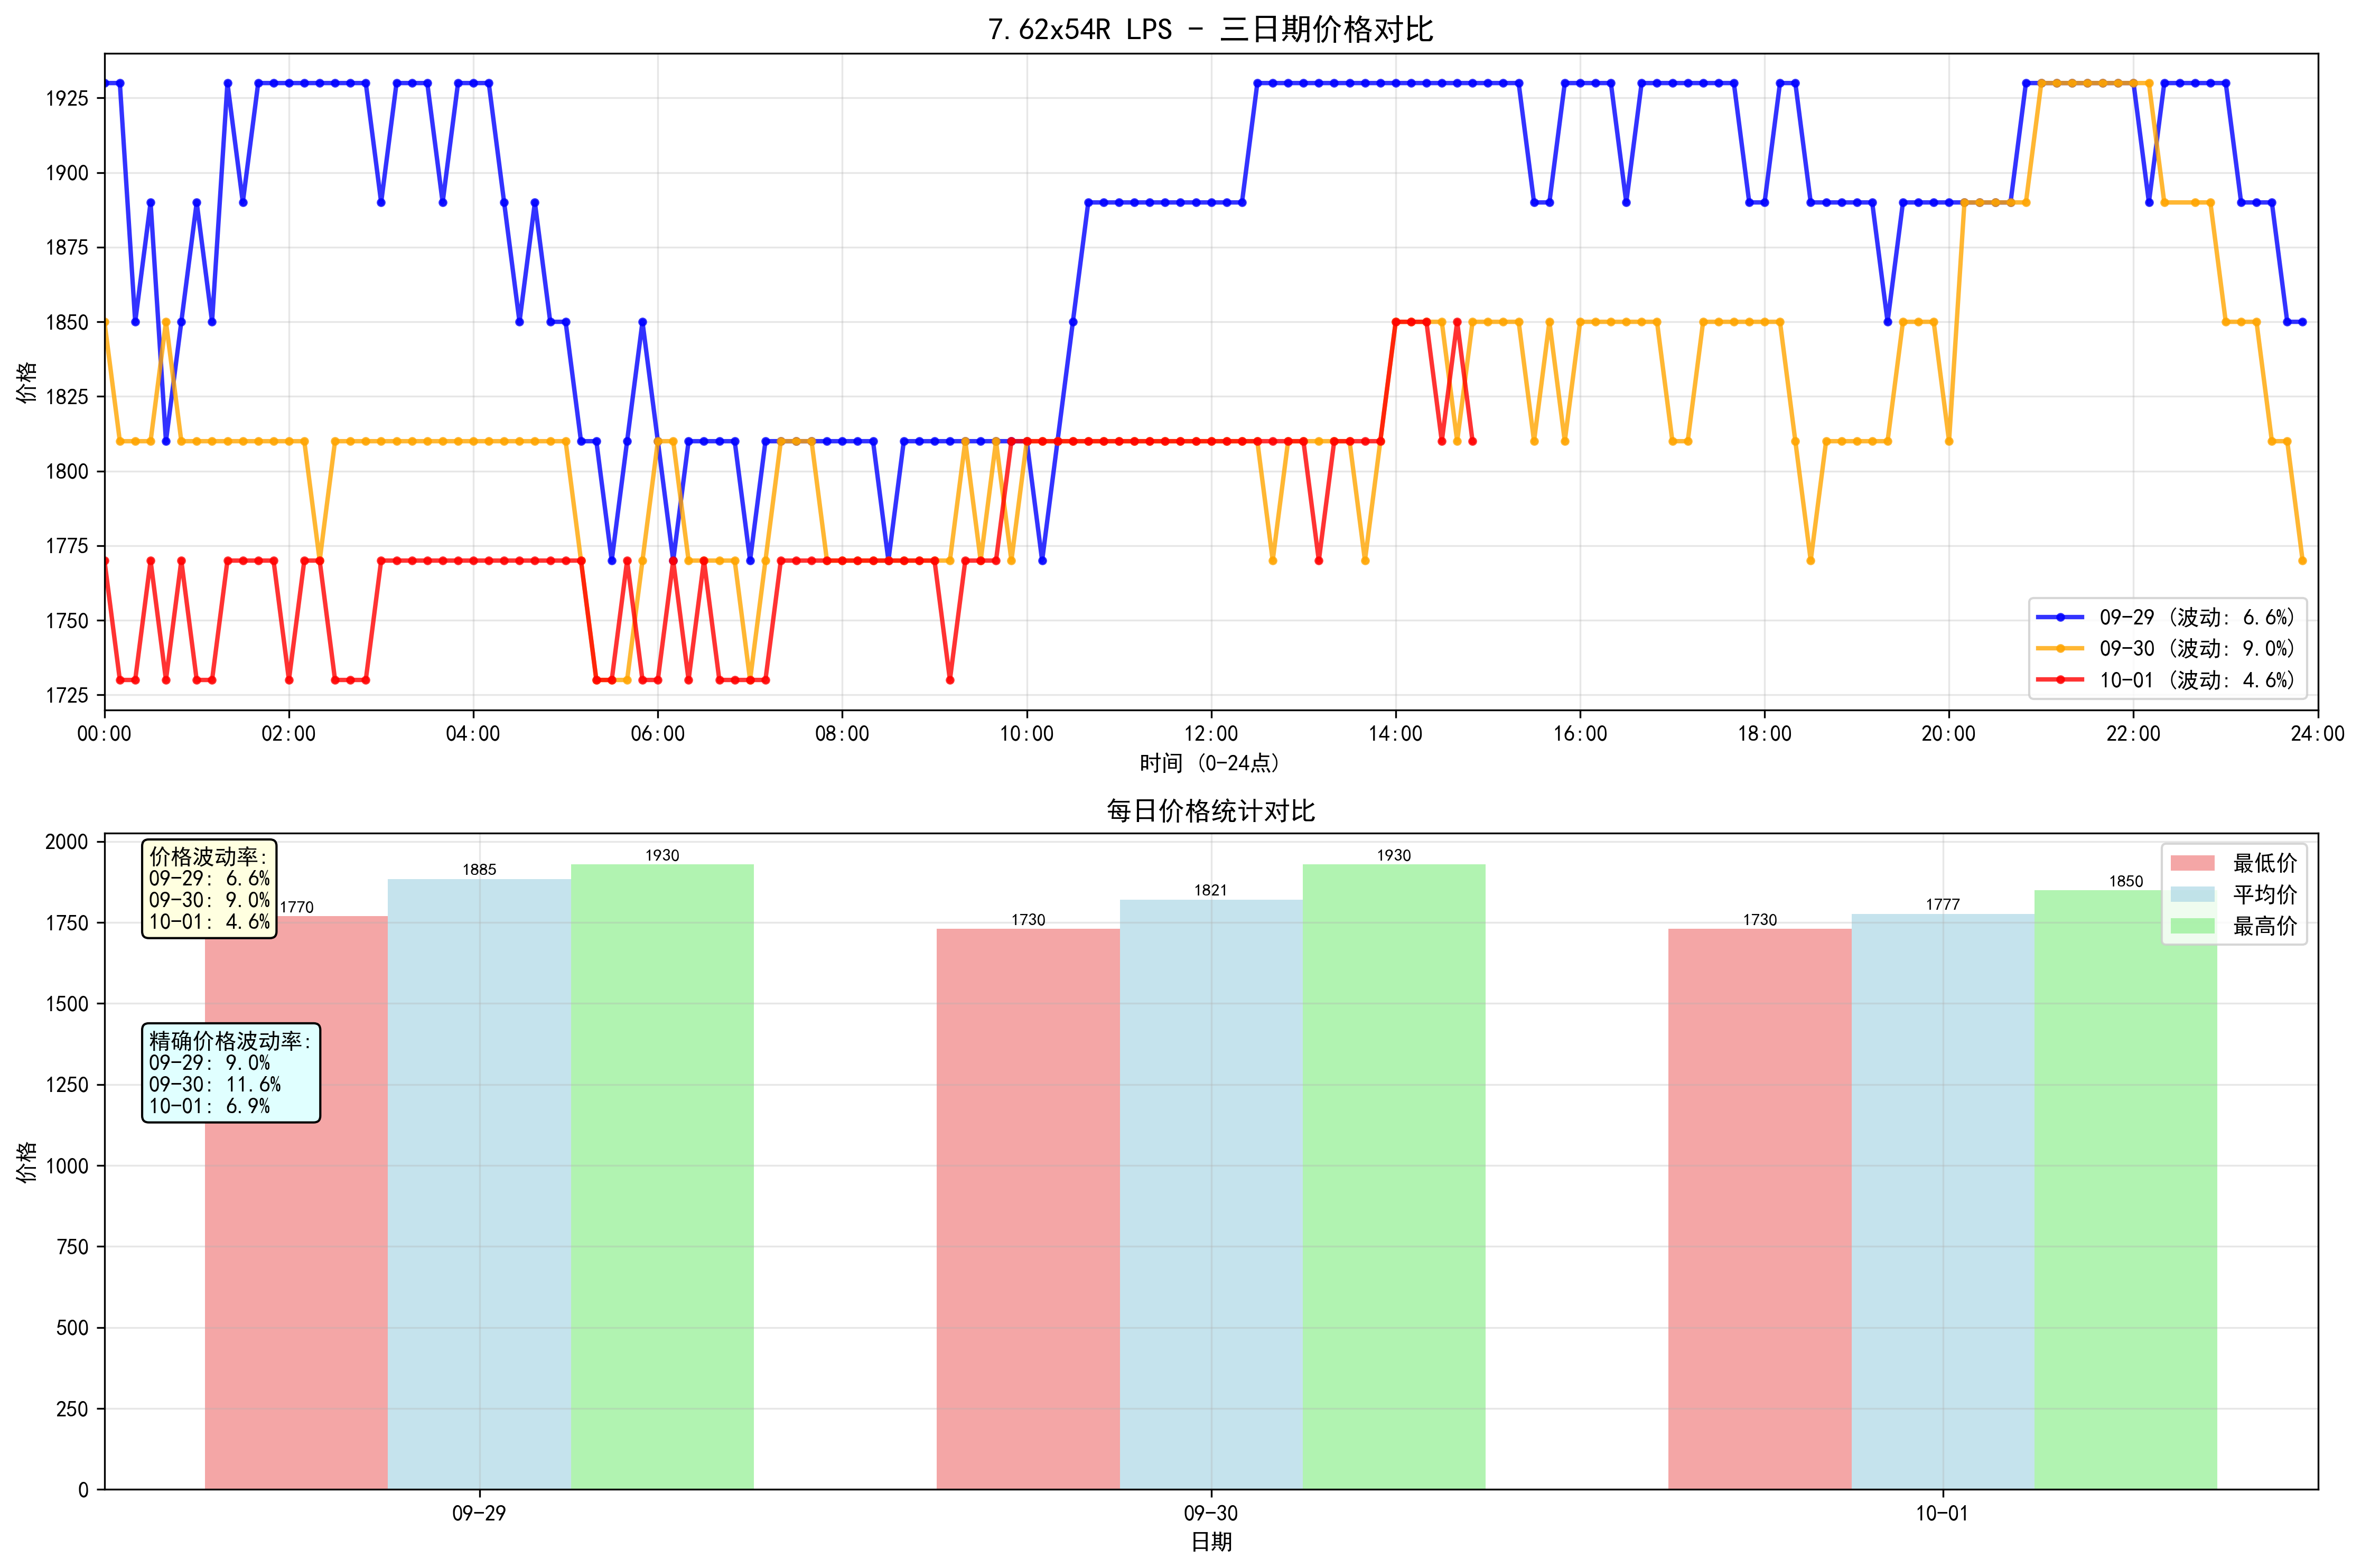 7.62x54R LPS - 三日期价格对比
价格
1925
1900
1875
1850
1825
1800
1775
1750
1725
09-29 (波动: 6.6%)
09-30 (波动: 9.0%)
10-01 (波动: 4.6%)
00:00 02:00 04:00 06:00 08:00 10:00 12:00 14:00 16:00 18:00 20:00 22:00 24:00
时间 (0-24点)
每日价格统计对比
价格
2000
1750
1500
1250
1000
750
500
250
0
价格波动率:
09-29: 6.6%
09-30: 9.0%
10-01: 4.6%
精确价格波动率:
09-29: 9.0%
09-30: 11.6%
10-01: 6.9%
1770 1885 1930 1730 1821 1930 1730 1777 1850
最低价
平均价
最高价
09-29 09-30 10-01
日期